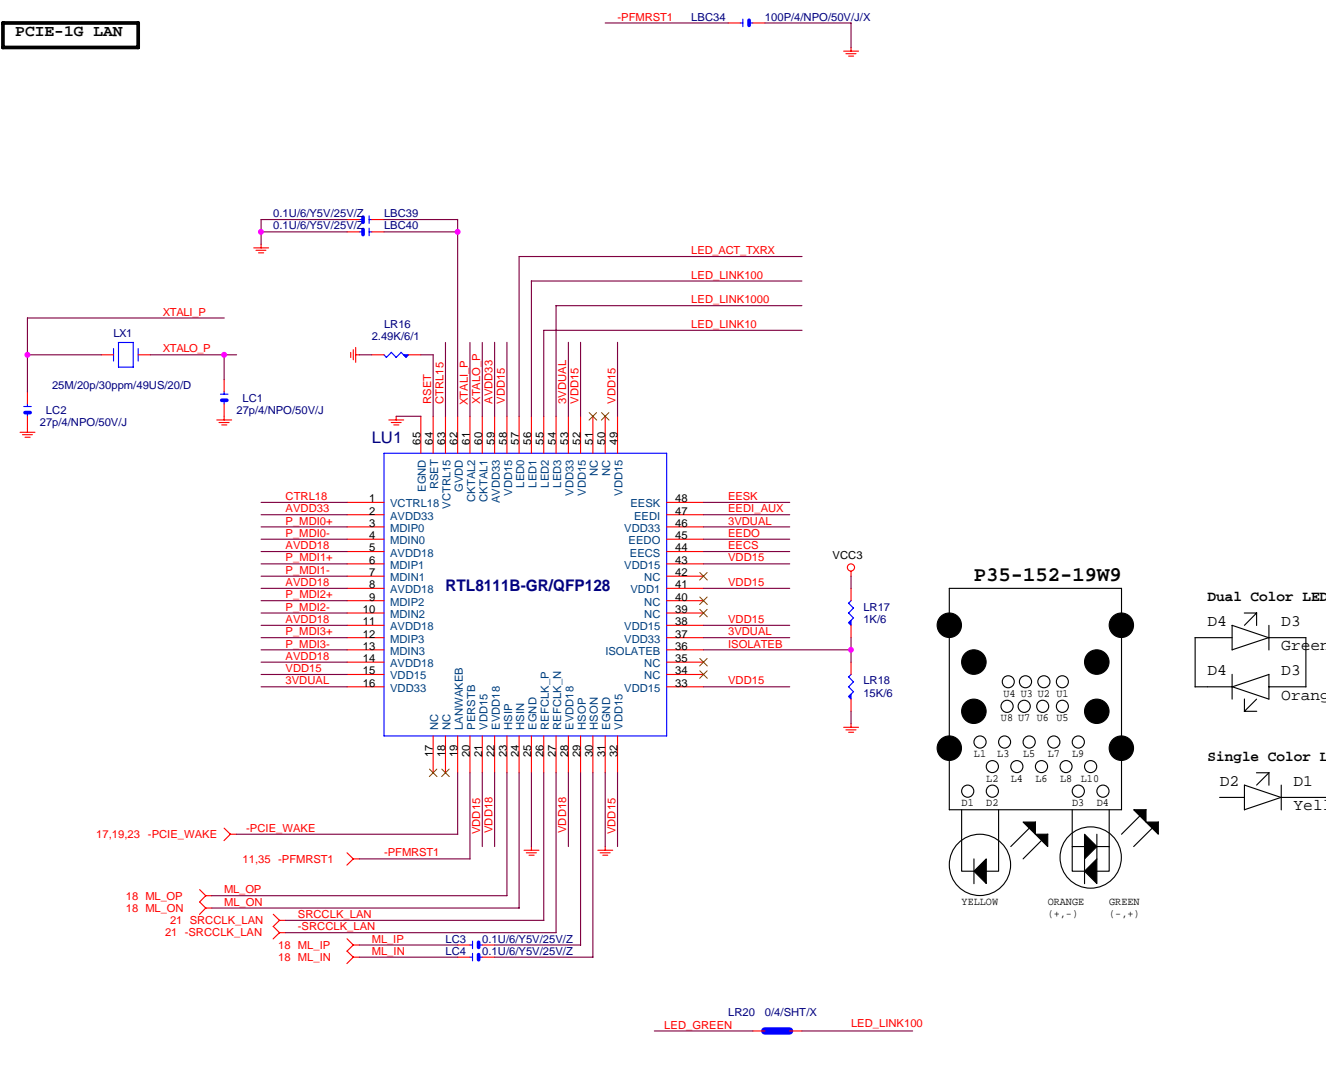 PCIE-1G LAN
-PFMRST1 LBC34 100P/4/NPO/50V/J/X
0.1U/6/Y5V/25V/Z LBC39
0.1U/6/Y5V/25V/Z LBC40
LED_ACT_TXRX
LED_LINK100
LED_LINK1000
LED_LINK10
XTALI_P
LX1
XTALO_P
25M/20p/30ppm/49US/20/D
LC2
27p/4/NPO/50V/J
LC1
27p/4/NPO/50V/J
LR16
2.49K/6/1
RSET
CTRL15
XTALI_P
XTALO_P
AVDD33
VDD15
3VDUAL
VDD15
VDD15
LU1
65 64 63 62 61 60 59 58 57 56 55 54 53 52 51 50 49
EGND
RSET
VCTRL15
GVDD
CKTAL2
CKTAL1
AVDD33
VDD15
LED0
LED1
LED2
LED3
VDD33
VDD15
NC
NC
VDD15
CTRL18 1 VCTRL18
AVDD33 2 AVDD33
P_MDI0+ 3 MDIP0
P_MDI0- 4 MDIN0
AVDD18 5 AVDD18
P_MDI1+ 6 MDIP1
P_MDI1- 7 MDIN1
AVDD18 8 AVDD18
P_MDI2+ 9 MDIP2
P_MDI2- 10 MDIN2
AVDD18 11 AVDD18
P_MDI3+ 12 MDIP3
P_MDI3- 13 MDIN3
AVDD18 14 AVDD18
VDD15 15 VDD15
3VDUAL 16 VDD33
RTL8111B-GR/QFP128
EESK 48 EESK
EEDI 47 EEDI_AUX
VDD33 46 3VDUAL
EEDO 45 EEDO
EECS 44 EECS
VDD15 43 VDD15
NC 42
VDD1 41 VDD15
NC 40
NC 39
VDD15 38 VDD15
VDD33 37 3VDUAL
ISOLATEB 36 ISOLATEB
NC 35
NC 34
VDD15 33 VDD15
NC
NC
LANWAKEB
PERSTB
VDD15
EVDD18
HSIP
HSIN
EGND
REFCLK_P
REFCLK_N
EVDD18
HSOP
HSON
EGND
VDD15
17 18 19 20 21 22 23 24 25 26 27 28 29 30 31 32
VDD15
VDD18
VDD18
VDD15
VCC3
LR17
1K/6
LR18
15K/6
17,19,23 -PCIE_WAKE -PCIE_WAKE
11,35 -PFMRST1 -PFMRST1
18 ML_OP ML_OP
18 ML_ON ML_ON
21 SRCCLK_LAN SRCCLK_LAN
21 -SRCCLK_LAN -SRCCLK_LAN
18 ML_IP ML_IP LC3 0.1U/6/Y5V/25V/Z
18 ML_IN ML_IN LC4 0.1U/6/Y5V/25V/Z
P35-152-19W9
U4 U3 U2 U1
U8 U7 U6 U5
L1 L3 L5 L7 L9
L2 L4 L6 L8 L10
D1 D2 D3 D4
YELLOW
ORANGE
(+,-)
GREEN
(-,+)
Dual Color LED
D4 D3
Green
D4 D3
Orang
Single Color L
D2 D1
Yell
LR20 0/4/SHT/X
LED_GREEN LED_LINK100